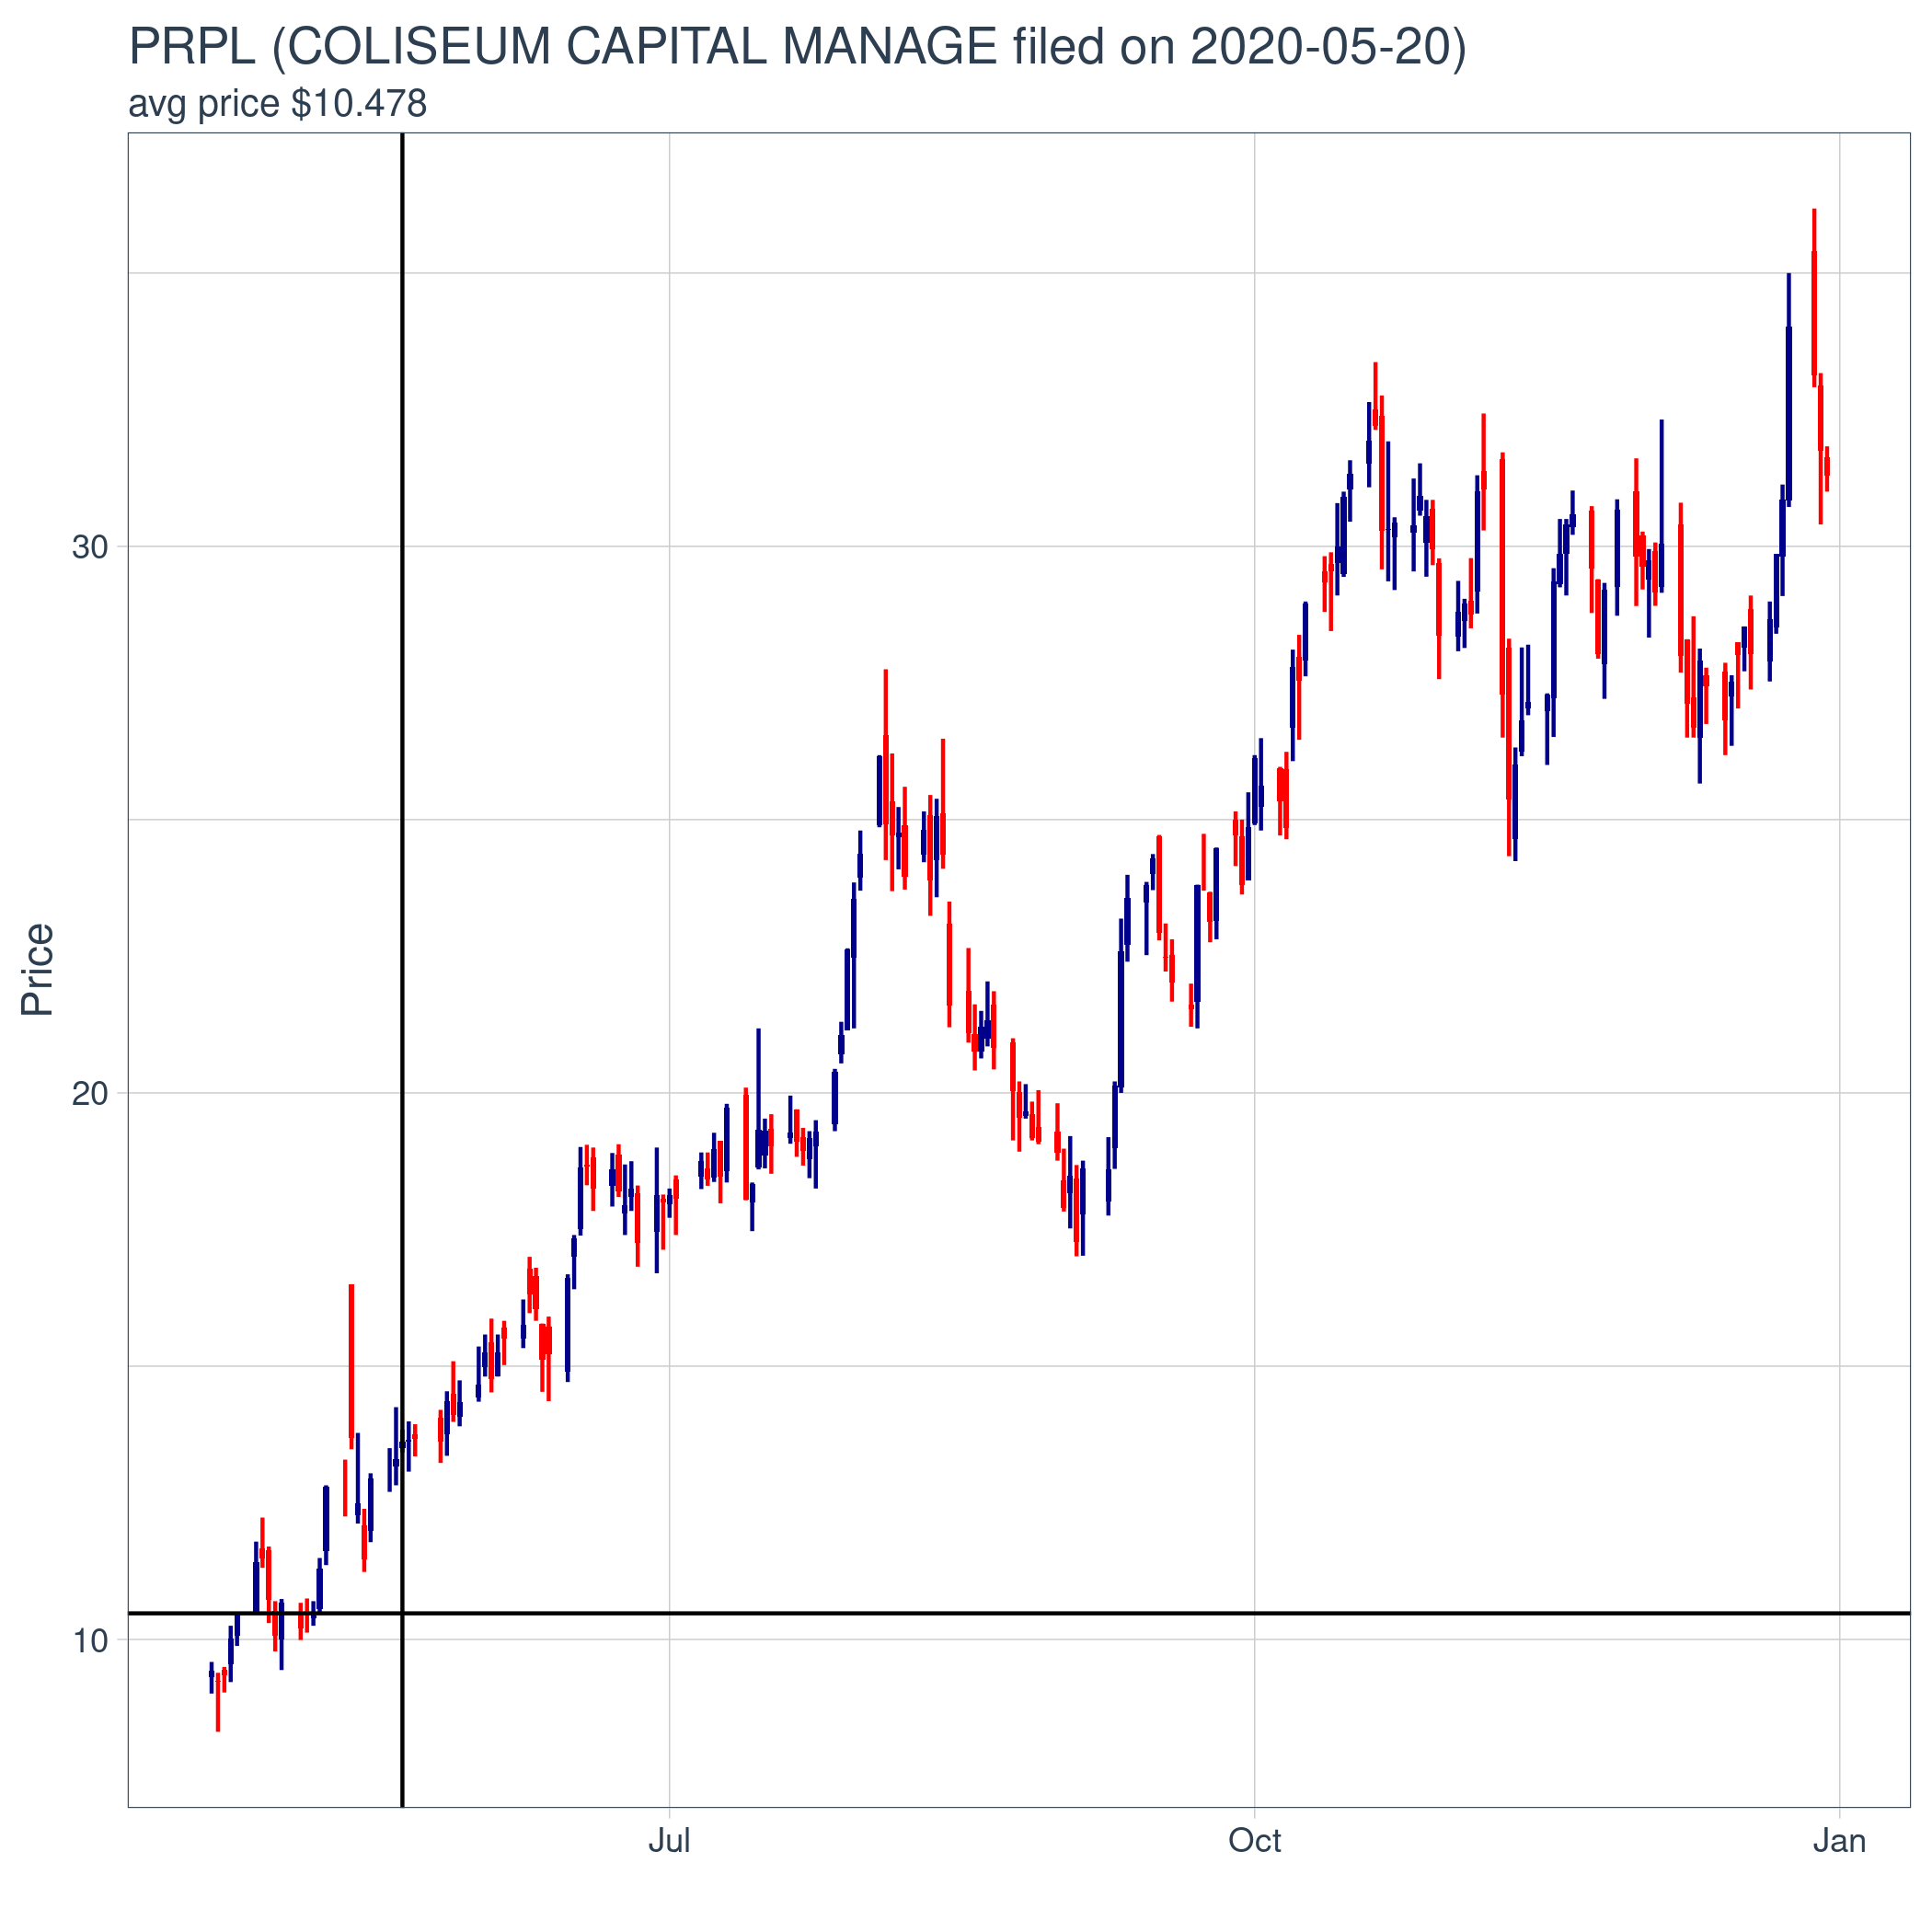 PRPL (COLISEUM CAPITAL MANAGE filed on 2020-05-20)
avg price $10.478
Price
30
20
10
Jul
Oct
Jan